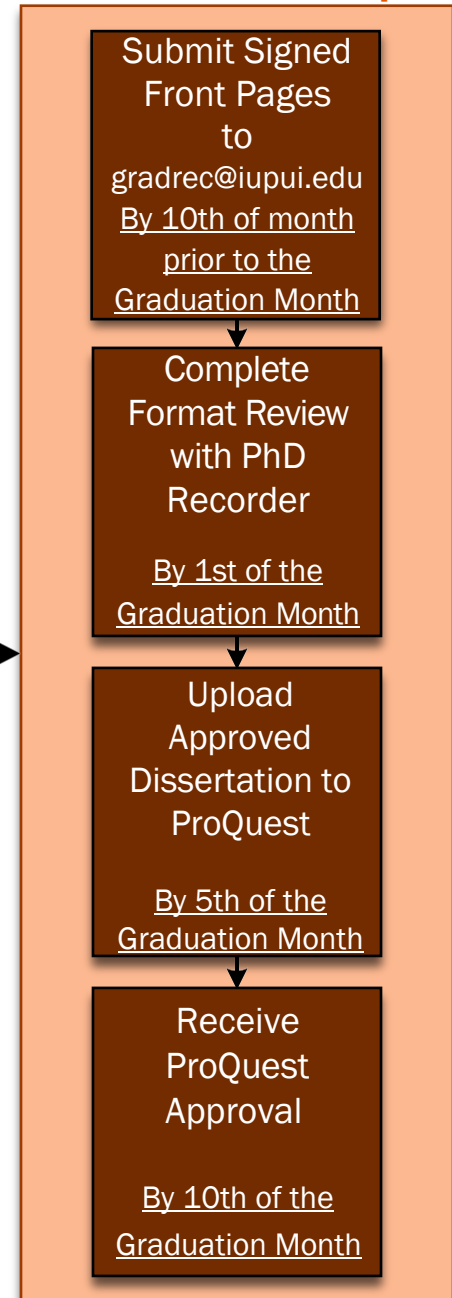 Submit Signed
Front Pages
to
gradrec@iupui.edu
By 10th of month
prior to the
Graduation Month
Complete
Format Review
with PhD
Recorder
By 1st of the
Graduation Month
Upload
Approved
Dissertation to
ProQuest
By 5th of the
Graduation Month
Receive
ProQuest
Approval
By 10th of the
Graduation Month